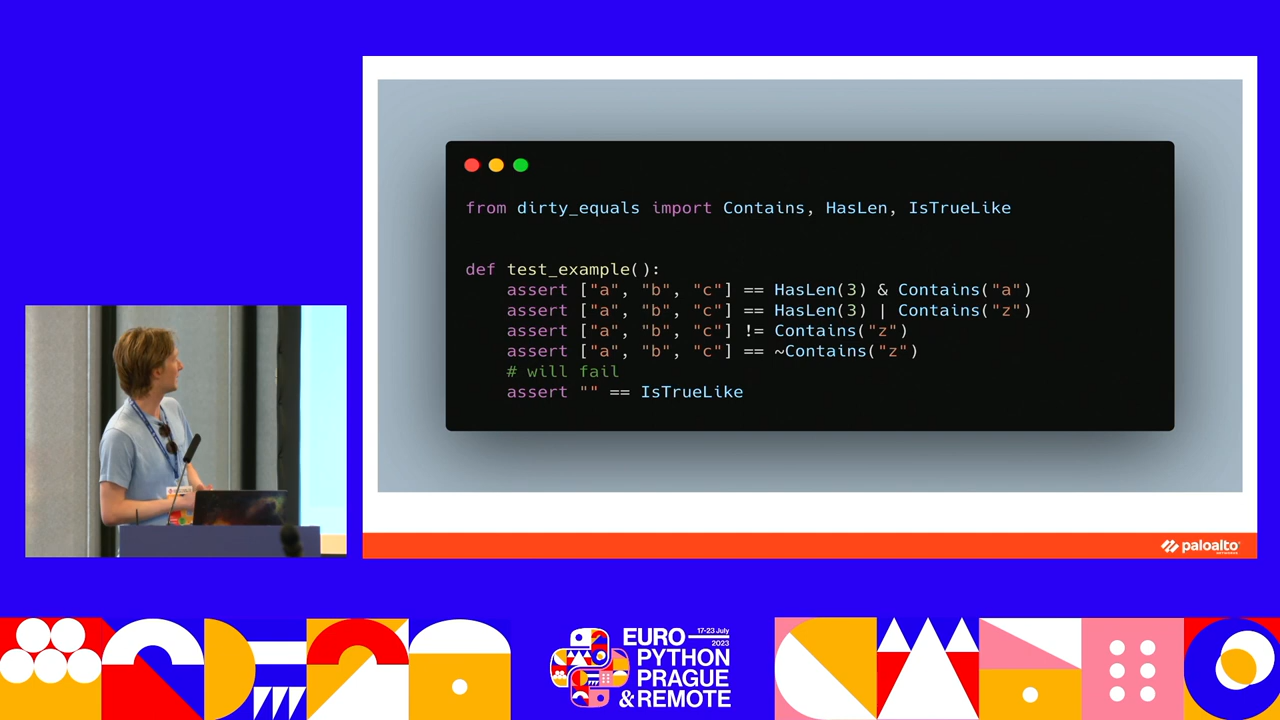 from dirty_equals import Contains, HasLen, IsTrueLike
def test_example():
assert ["a", "b", "c"] == HasLen(3) & Contains("a")
assert ["a", "b", "c"] == HasLen(3) | Contains("z")
assert ["a", "b", "c"] != Contains("z")
assert ["a", "b", "c"] == ~Contains("z")
# will fail
assert "" == IsTrueLike
paloalto
EURO
17-23 July
2023
PYTHON
PRAGUE
& REMOTE